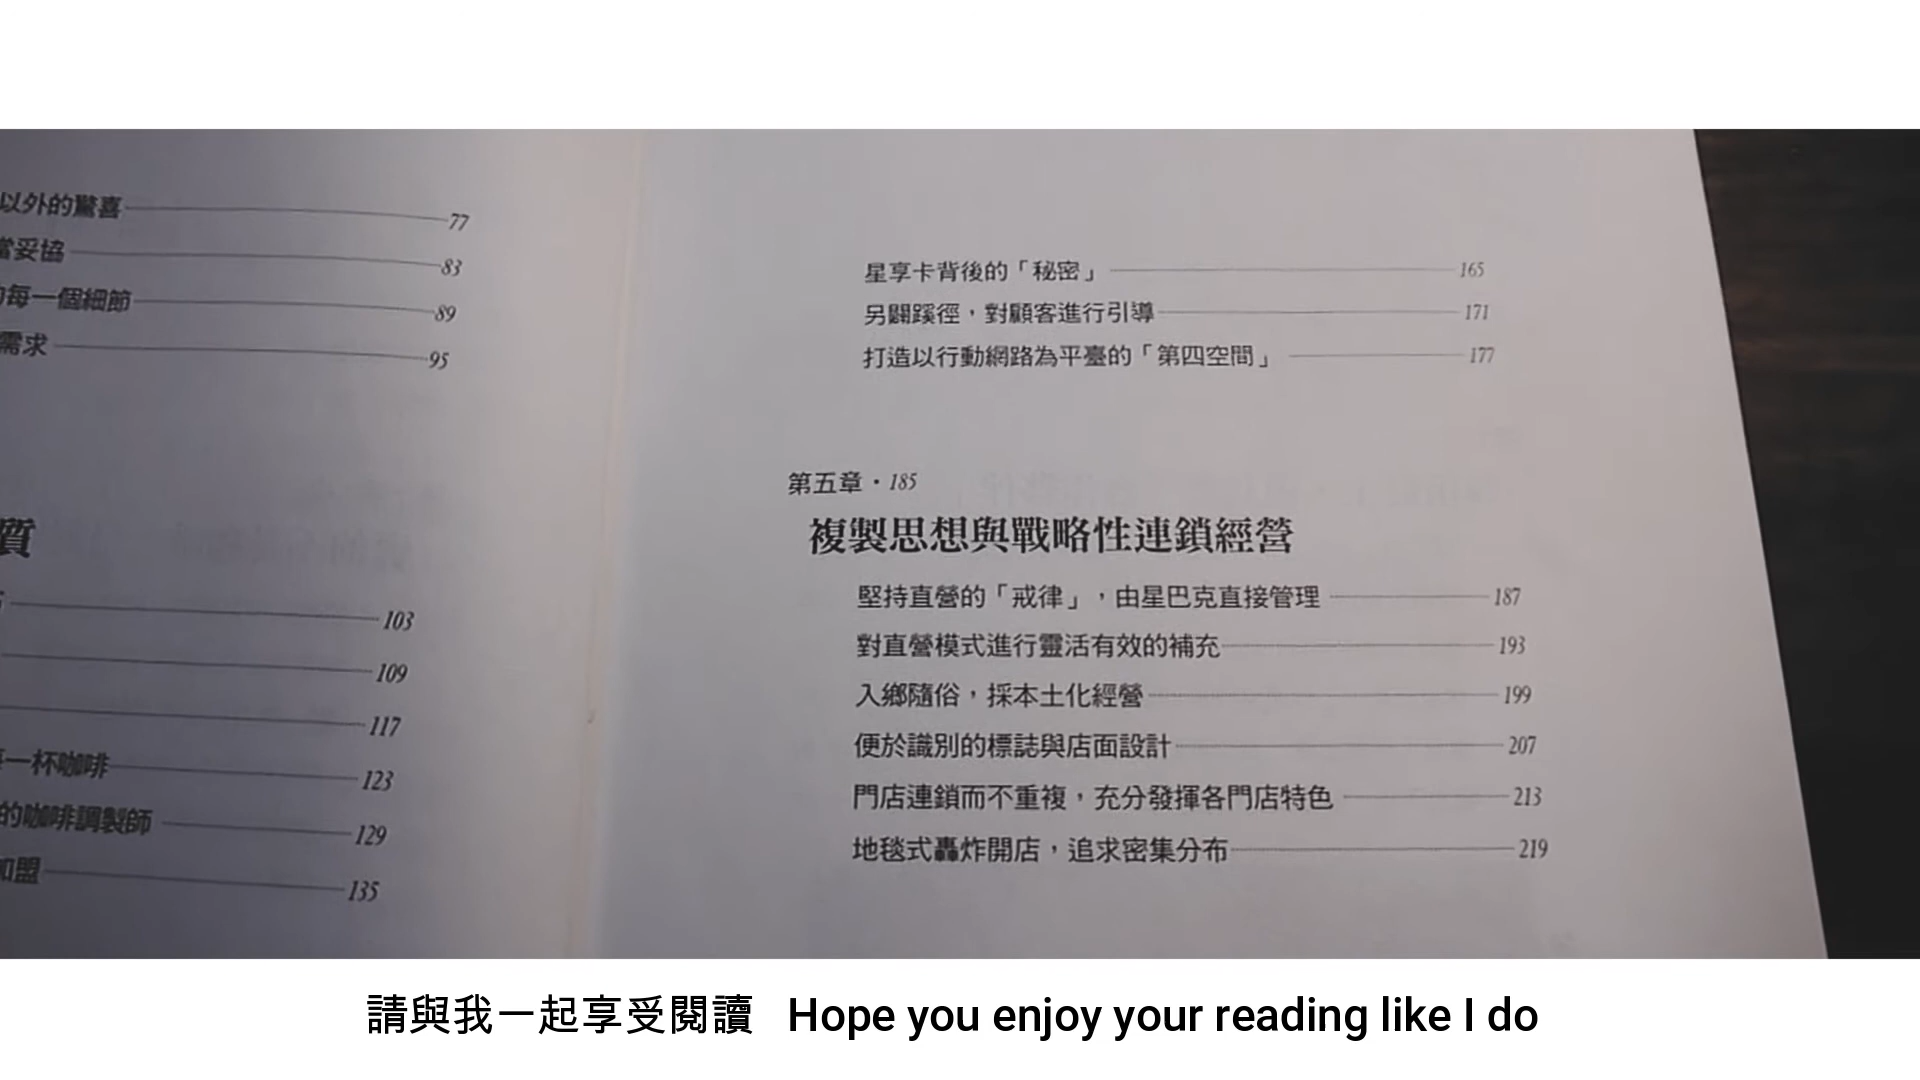 以外的驚喜 77
當妥協 83
的每一個細節 89
需求 95
質
103
109
117
一杯咖啡 123
的咖啡調製師 129
加盟 135
星享卡背後的「秘密」 165
另闢蹊徑，對顧客進行引導 171
打造以行動網路為平臺的「第四空間」 177
第五章・185
複製思想與戰略性連鎖經營
堅持直營的「戒律」，由星巴克直接管理 187
對直營模式進行靈活有效的補充 193
入鄉隨俗，採本土化經營 199
便於識別的標誌與店面設計 207
門店連鎖而不重複，充分發揮各門店特色 213
地毯式轟炸開店，追求密集分布 219
請與我一起享受閱讀 Hope you enjoy your reading like I do